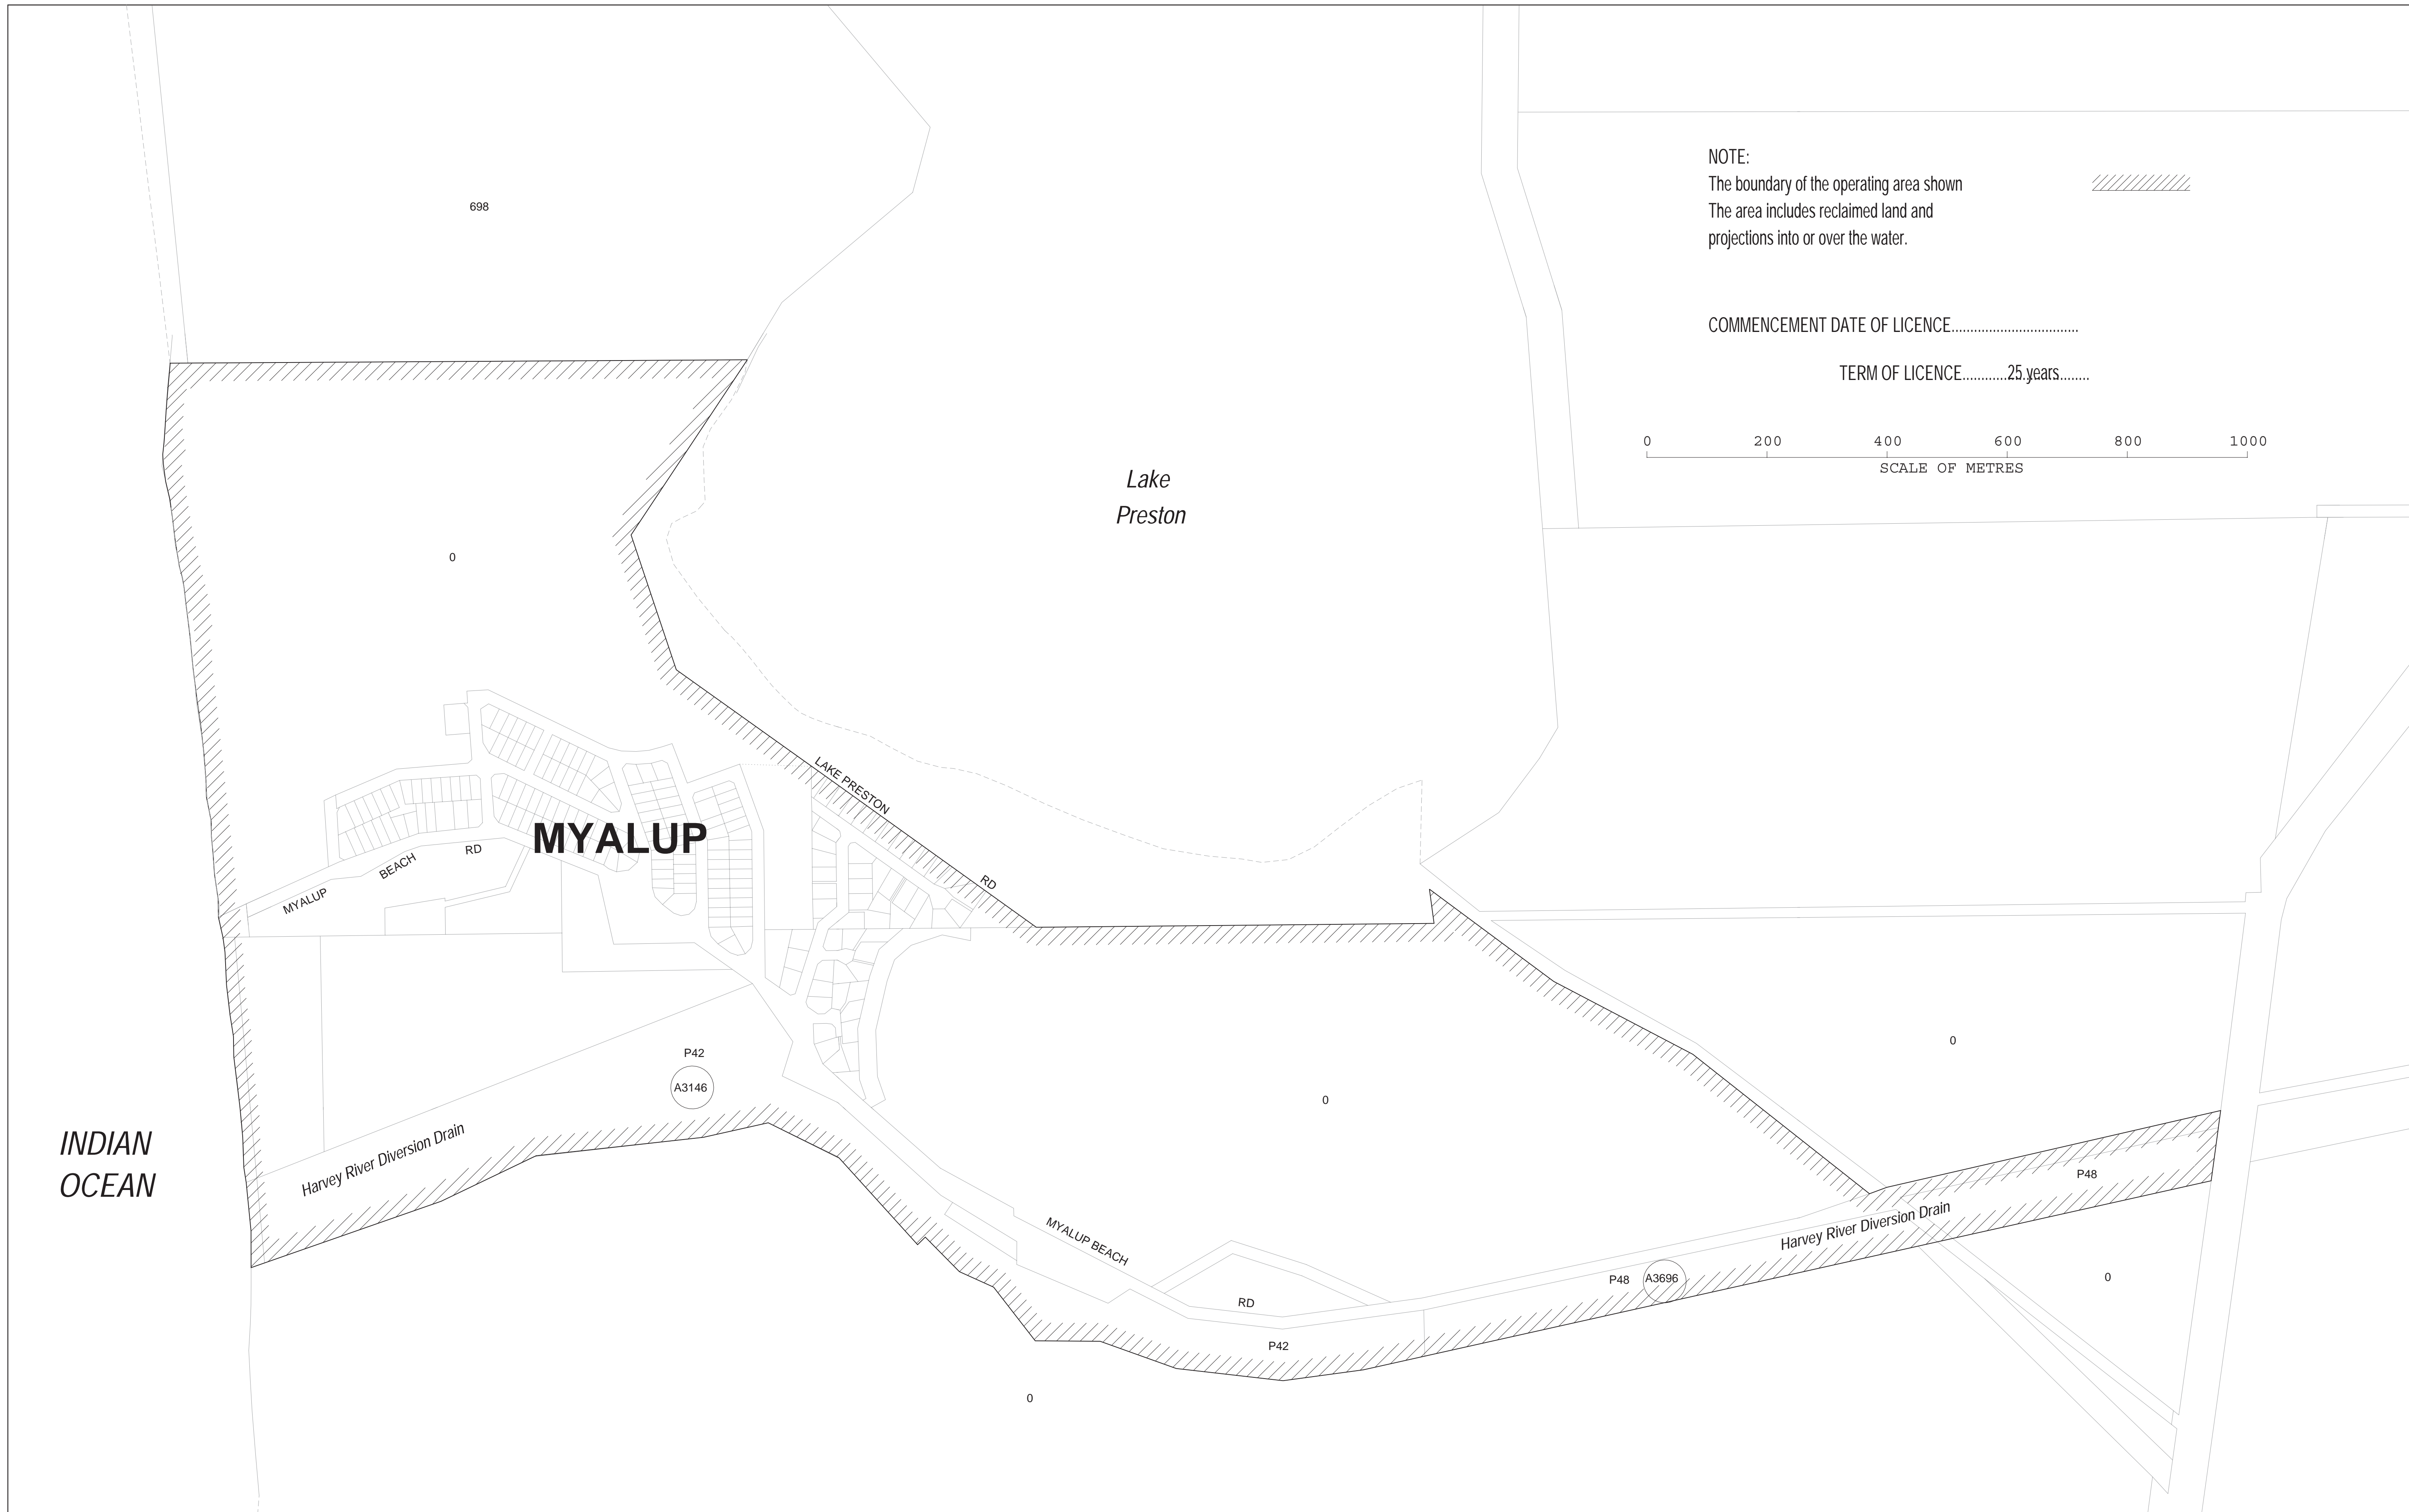 698
NOTE:
The boundary of the operating area shown
The area includes reclaimed land and
projections into or over the water.
COMMENCEMENT DATE OF LICENCE..................................
TERM OF LICENCE............25 years........
0 200 400 600 800 1000
SCALE OF METRES
Lake
Preston
0
LAKE PRESTON
RD
MYALUP
MYALUP BEACH RD
P42
A3146
0
0
INDIAN
OCEAN
Harvey River Diversion Drain
P48
Harvey River Diversion Drain
MYALUP BEACH
RD
P48
A3696
0
P42
0